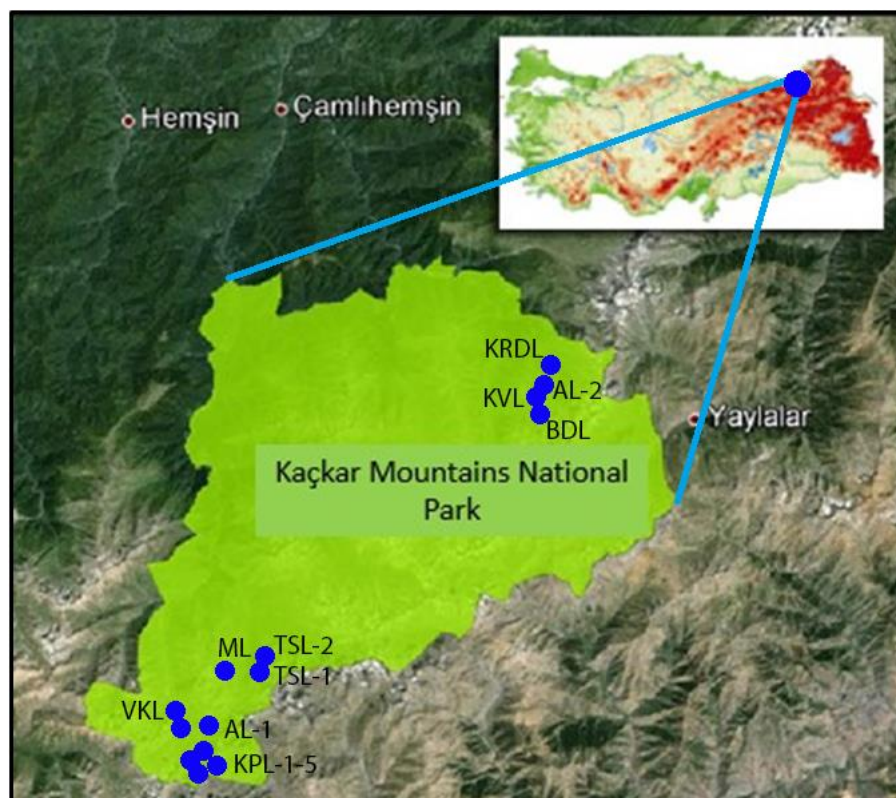 Hemşin
Çamlıhemşin
KRDL
AL-2
KVL
BDL
Yaylalar
Kaçkar Mountains National
Park
ML
TSL-2
TSL-1
VKL
AL-1
KPL-1-5